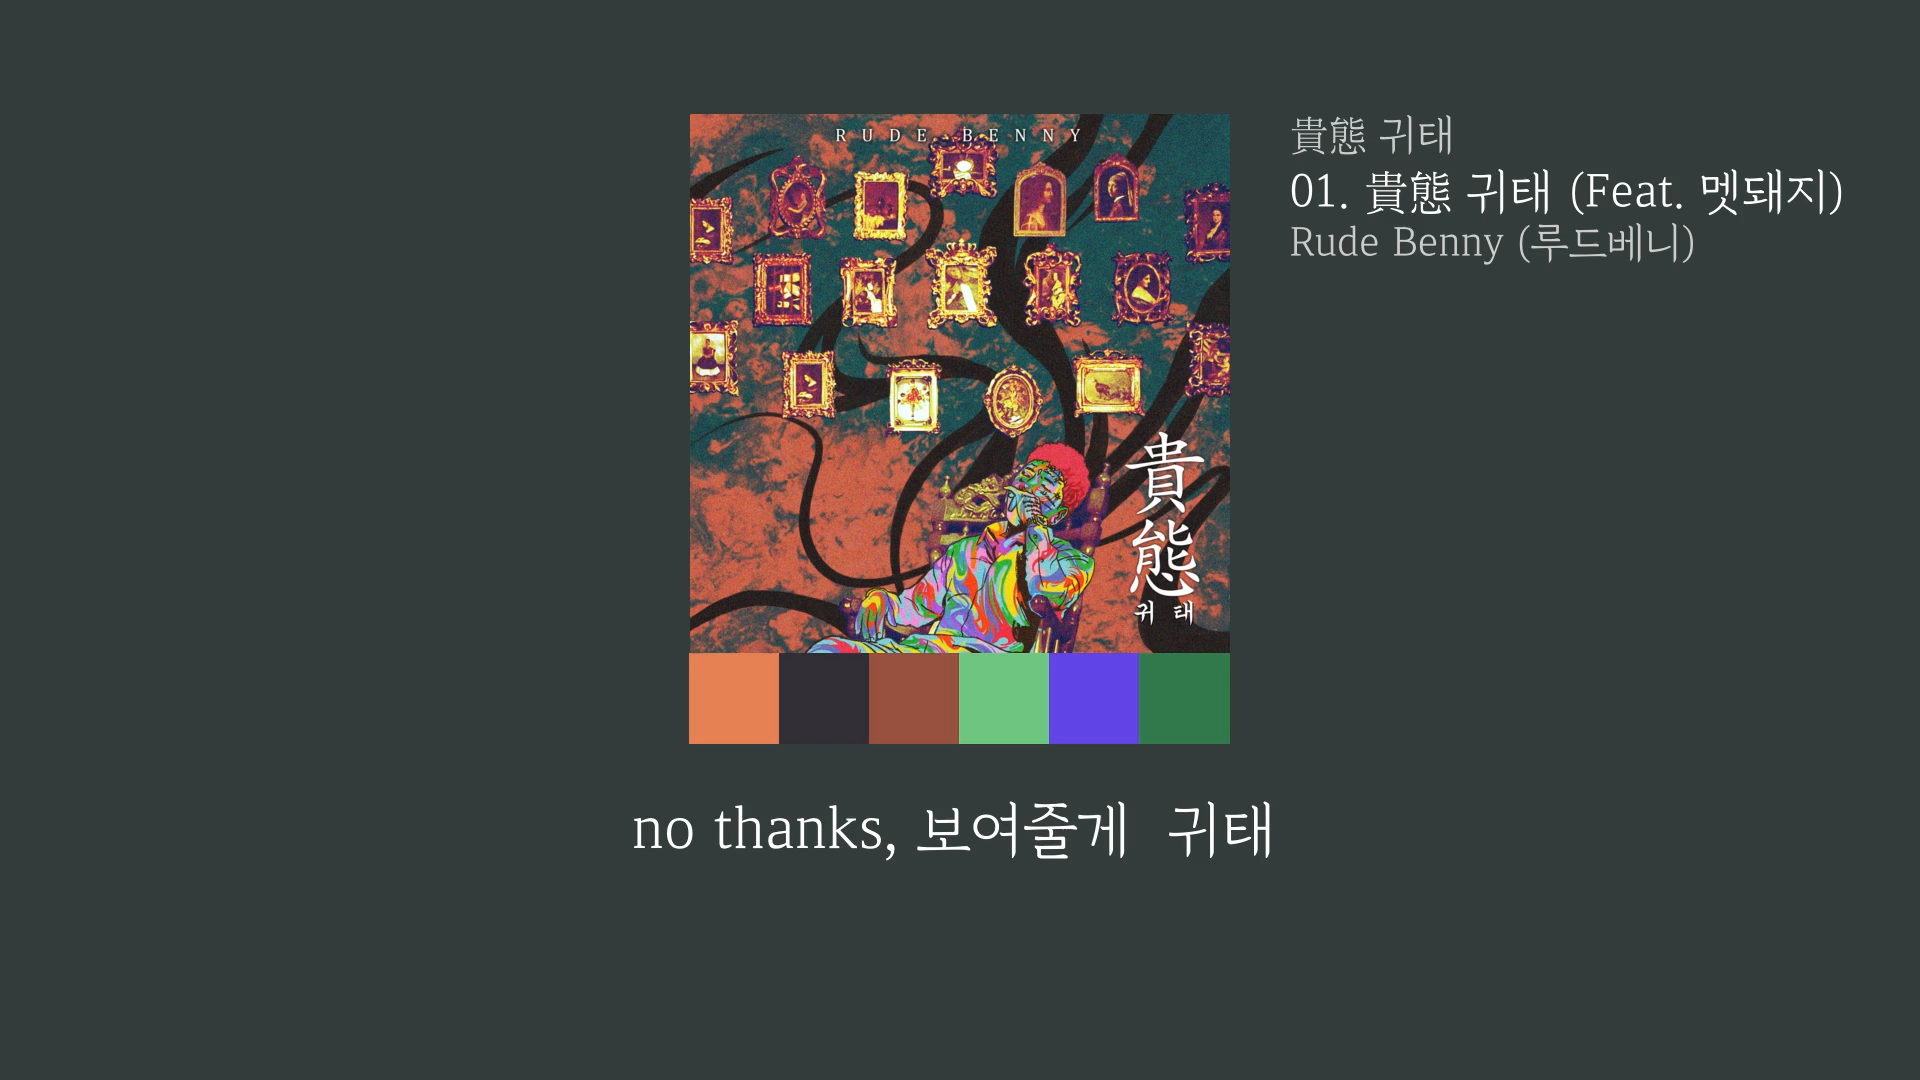 RUDE BENNY
貴態
귀태
貴態 귀태
01. 貴態 귀태 (Feat. 멧돼지)
Rude Benny (루드베니)
no thanks, 보여줄게 귀태